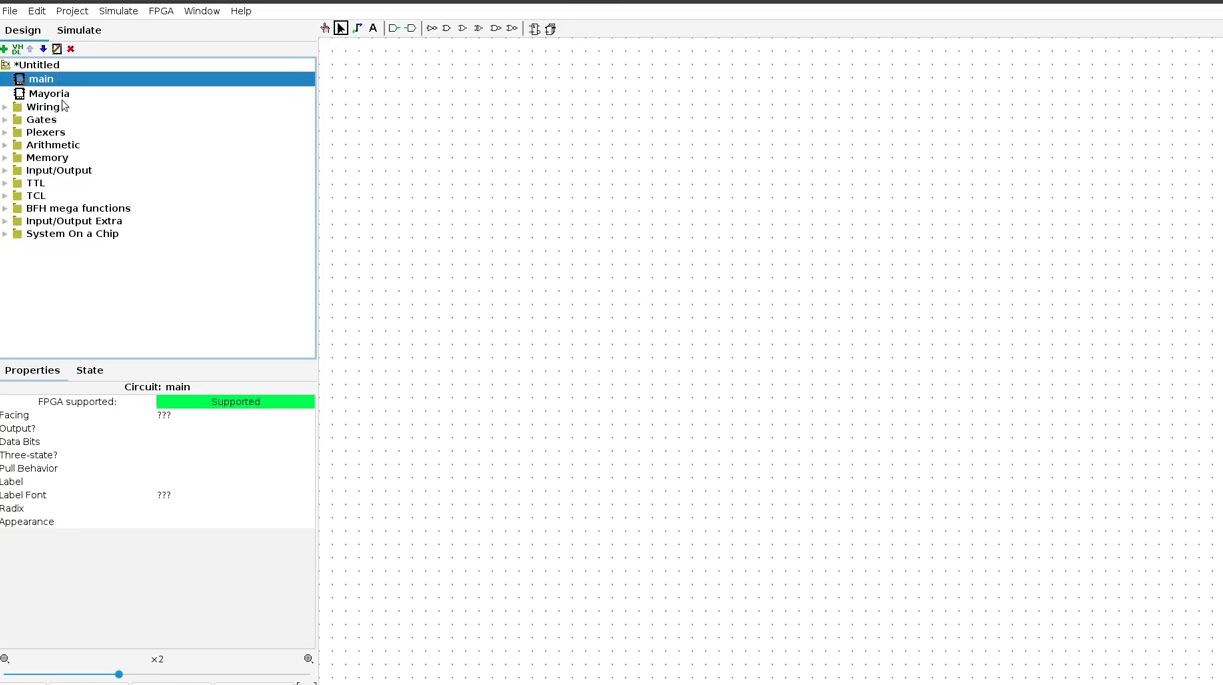 File Edit Project Simulate FPGA Window Help
Design Simulate
A
VH
DL
*Untitled
main
Mayoria
Wiring
Gates
Plexers
Arithmetic
Memory
Input/Output
TTL
TCL
BFH mega functions
Input/Output Extra
System On a Chip
Properties State
Circuit: main
FPGA supported: Supported
Facing ???
Output?
Data Bits
Three-state?
Pull Behavior
Label
Label Font ???
Radix
Appearance
×2